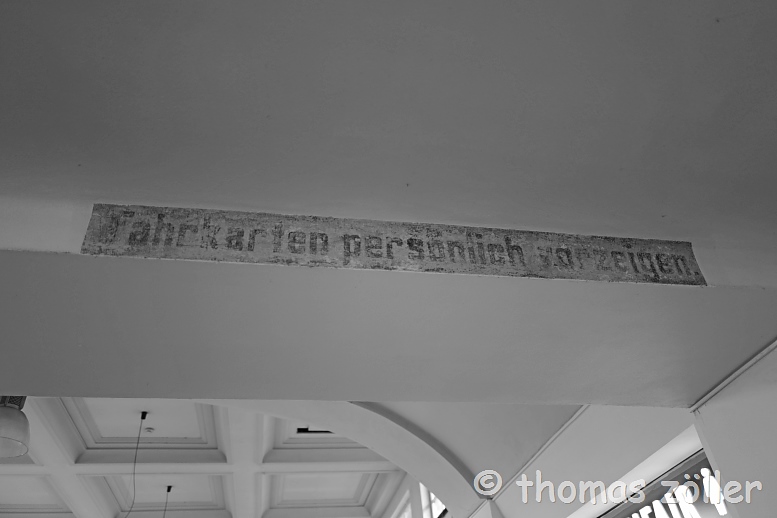 Fahrkarten persönlich vorzeigen.
© thomas zöller